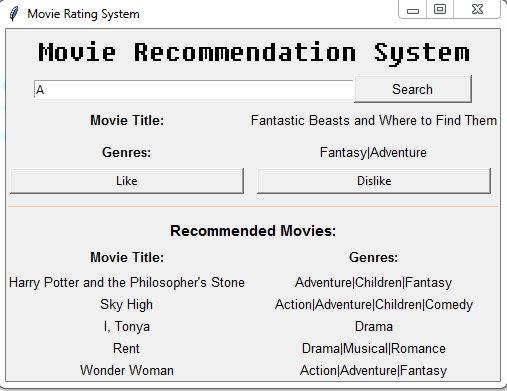 Movie Rating System
Movie Recommendation System
A Search
Movie Title: Fantastic Beasts and Where to Find Them
Genres: Fantasy|Adventure
Like Dislike
Recommended Movies:
Movie Title: Genres:
Harry Potter and the Philosopher's Stone Adventure|Children|Fantasy
Sky High Action|Adventure|Children|Comedy
I, Tonya Drama
Rent Drama|Musical|Romance
Wonder Woman Action|Adventure|Fantasy